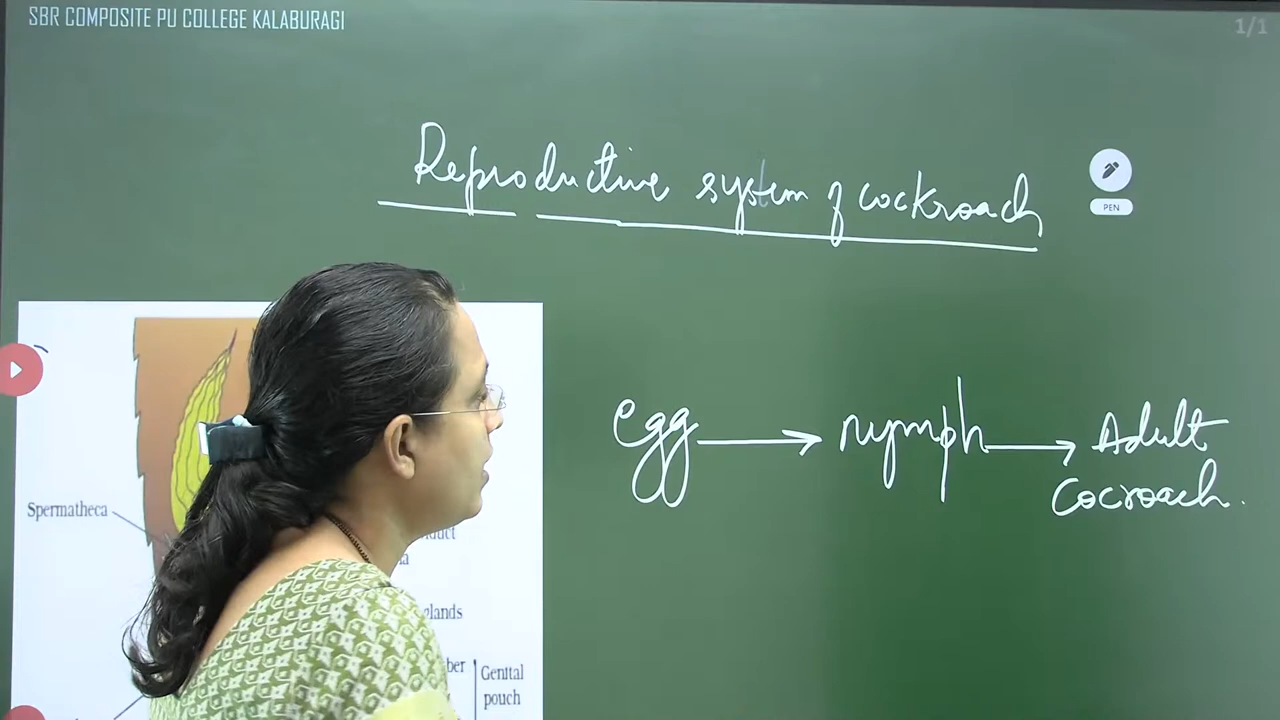 SBR COMPOSITE PU COLLEGE KALABURAGI
1/1
Reproductive system of cockroach
PEN
egg → nymph → Adult
cocroach.
Spermatheca
duct
glands
Genital
pouch